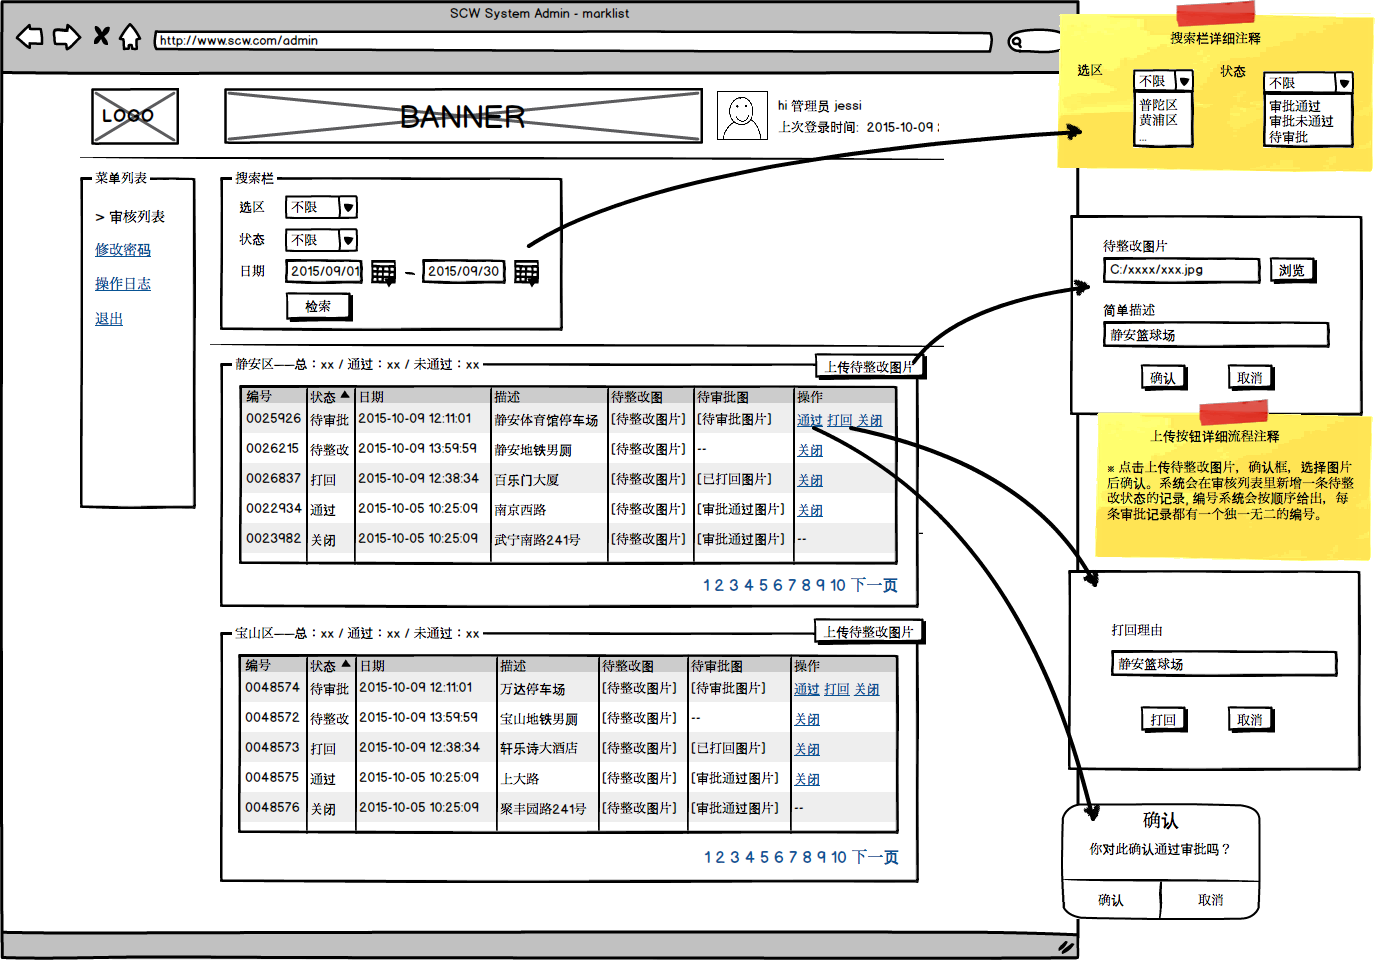 SCW System Admin - marklist
http://www.scw.com/admin
LOGO
BANNER
hi 管理员 jessi
上次登录时间：2015-10-09 :
菜单列表
> 审核列表
修改密码
操作日志
退出
搜索栏
选区 不限
状态 不限
日期 2015/09/01 – 2015/09/30
检索
静安区——总：xx / 通过：xx / 未通过：xx
上传待整改图片
编号 状态 日期 描述 待整改图 待审批图 操作
0025926 待审批 2015-10-09 12:11:01 静安体育馆停车场 [待整改图片] [待审批图片] 通过 打回 关闭
0026215 待整改 2015-10-09 13:59:59 静安地铁男厕 [待整改图片] -- 关闭
0026837 打回 2015-10-09 12:38:34 百乐门大厦 [待整改图片] [已打回图片] 关闭
0022934 通过 2015-10-05 10:25:09 南京西路 [待整改图片] [审批通过图片] 关闭
0023982 关闭 2015-10-05 10:25:09 武宁南路241号 [待整改图片] [审批通过图片] --
1 2 3 4 5 6 7 8 9 10 下一页
宝山区——总：xx / 通过：xx / 未通过：xx
上传待整改图片
编号 状态 日期 描述 待整改图 待审批图 操作
0048574 待审批 2015-10-09 12:11:01 万达停车场 [待整改图片] [待审批图片] 通过 打回 关闭
0048572 待整改 2015-10-09 13:59:59 宝山地铁男厕 [待整改图片] -- 关闭
0048573 打回 2015-10-09 12:38:34 轩乐诗大酒店 [待整改图片] [已打回图片] 关闭
0048575 通过 2015-10-05 10:25:09 上大路 [待整改图片] [审批通过图片] 关闭
0048576 关闭 2015-10-05 10:25:09 聚丰园路241号 [待整改图片] [审批通过图片] --
1 2 3 4 5 6 7 8 9 10 下一页
搜索栏详细注释
选区 不限 状态 不限
普陀区
黄浦区
...
审批通过
审批未通过
待审批
待整改图片
C:/xxxx/xxx.jpg 浏览
简单描述
静安篮球场
确认 取消
上传按钮详细流程注释
※ 点击上传待整改图片，确认框，选择图片
后确认。系统会在审核列表里新增一条待整
改状态的记录, 编号系统会按顺序给出，每
条审批记录都有一个独一无二的编号。
打回理由
静安篮球场
打回 取消
确认
你对此确认通过审批吗？
确认 取消